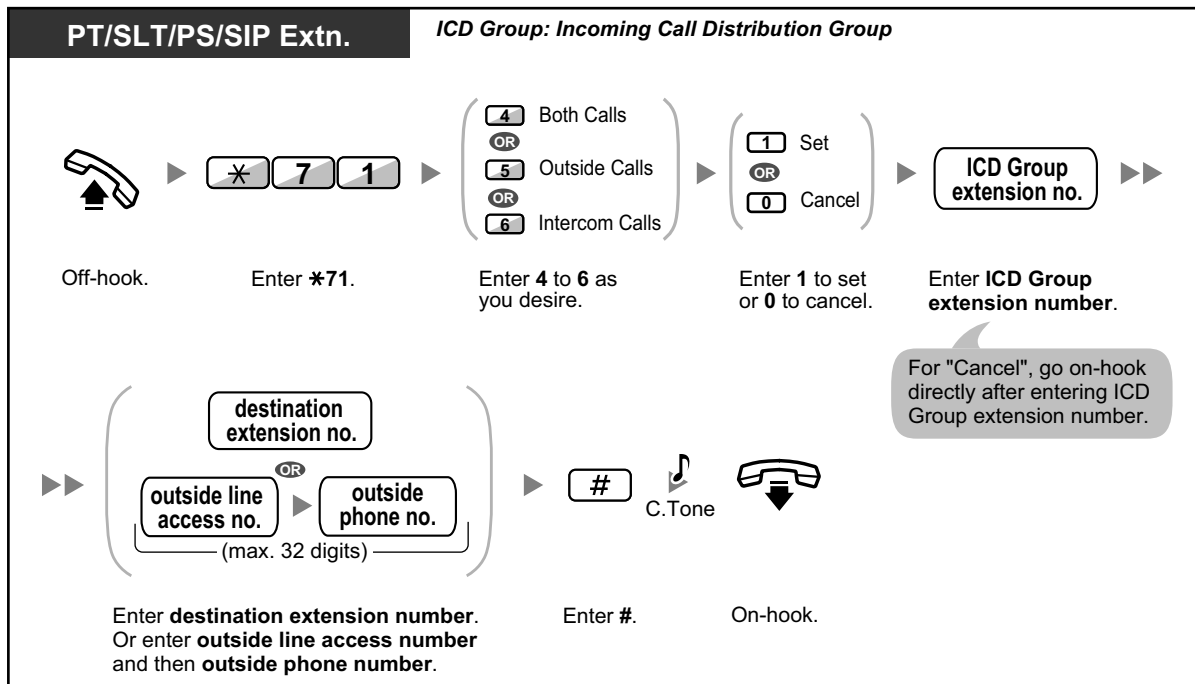 PT/SLT/PS/SIP Extn.
ICD Group: Incoming Call Distribution Group
4 Both Calls
OR
5 Outside Calls
OR
6 Intercom Calls
1 Set
OR
0 Cancel
ICD Group
extension no.
✳ 7 1
Off-hook.
Enter ✳71.
Enter 4 to 6 as
you desire.
Enter 1 to set
or 0 to cancel.
Enter ICD Group
extension number.
For "Cancel", go on-hook
directly after entering ICD
Group extension number.
destination
extension no.
OR
outside line
access no.
outside
phone no.
(max. 32 digits)
#
C.Tone
Enter destination extension number.
Or enter outside line access number
and then outside phone number.
Enter #.
On-hook.